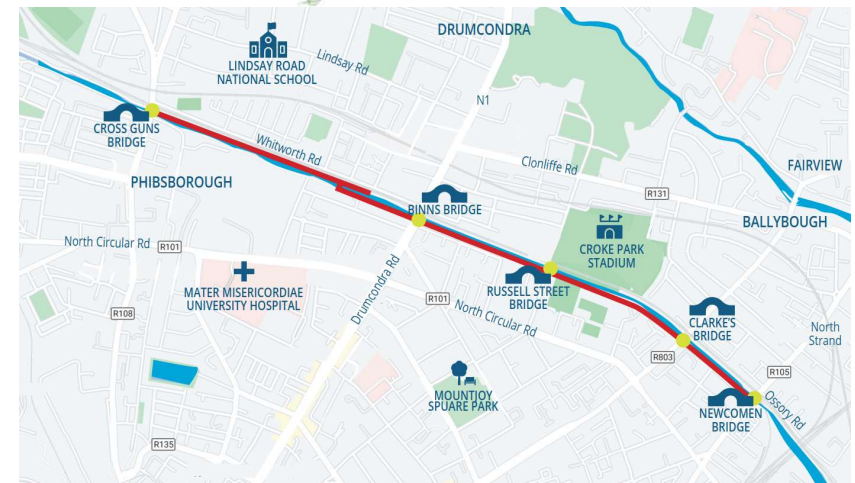 DRUMCONDRA
LINDSAY ROAD
NATIONAL SCHOOL
Lindsay Rd
N1
CROSS GUNS
BRIDGE
Whitworth Rd
Clonliffe Rd
FAIRVIEW
PHIBSBOROUGH
R131
BINNS BRIDGE
BALLYBOUGH
North Circular Rd
R101
CROKE PARK
STADIUM
MATER MISERICORDIAE
UNIVERSITY HOSPITAL
Drumcondra Rd
R101
RUSSELL STREET
BRIDGE
North Circular Rd
R108
CLARKE'S
BRIDGE
North
Strand
R803
R105
MOUNTJOY
SPUARE PARK
Ossory Rd
NEWCOMEN
BRIDGE
R135